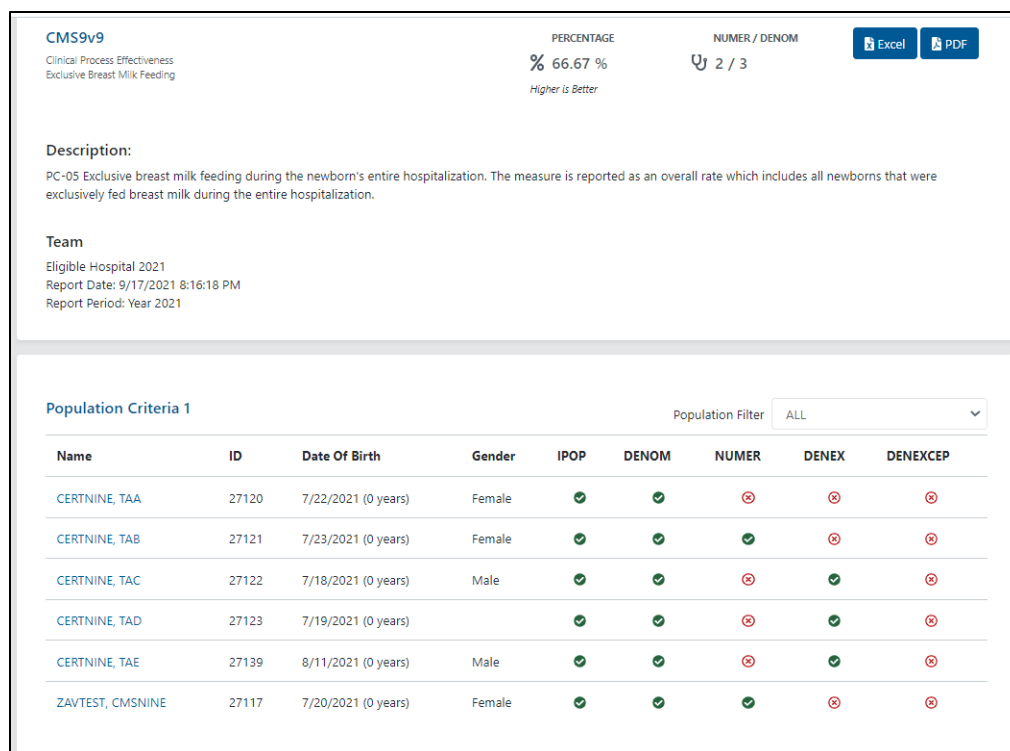 CMS9v9
Clinical Process Effectiveness
Exclusive Breast Milk Feeding
PERCENTAGE
% 66.67 %
Higher is Better
NUMER / DENOM
2 / 3
Excel
PDF
Description:
PC-05 Exclusive breast milk feeding during the newborn's entire hospitalization. The measure is reported as an overall rate which includes all newborns that were
exclusively fed breast milk during the entire hospitalization.
Team
Eligible Hospital 2021
Report Date: 9/17/2021 8:16:18 PM
Report Period: Year 2021
Population Criteria 1
Population Filter ALL
Name ID Date Of Birth Gender IPOP DENOM NUMER DENEX DENEXCEP
CERTNINE, TAA 27120 7/22/2021 (0 years) Female
CERTNINE, TAB 27121 7/23/2021 (0 years) Female
CERTNINE, TAC 27122 7/18/2021 (0 years) Male
CERTNINE, TAD 27123 7/19/2021 (0 years)
CERTNINE, TAE 27139 8/11/2021 (0 years) Male
ZAVTEST, CMSNINE 27117 7/20/2021 (0 years) Female